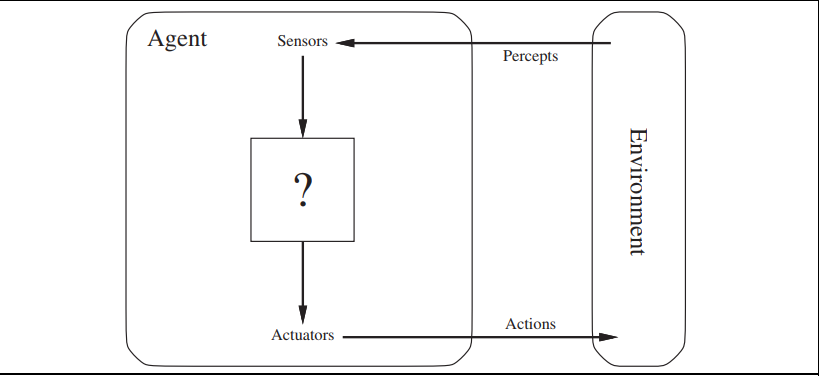 Agent
Sensors
Percepts
?
Environment
Actuators
Actions